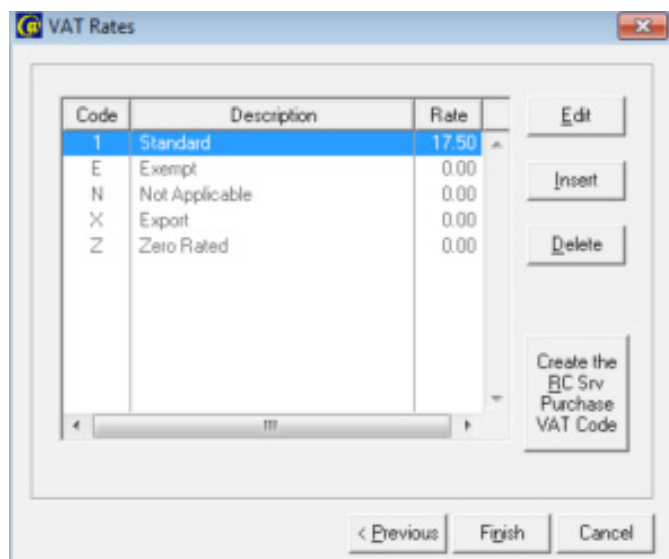 VAT Rates
Code Description Rate
1 Standard 17.50
E Exempt 0.00
N Not Applicable 0.00
X Export 0.00
Z Zero Rated 0.00
Edit
Insert
Delete
Create the
RC Srv
Purchase
VAT Code
< Previous Finish Cancel